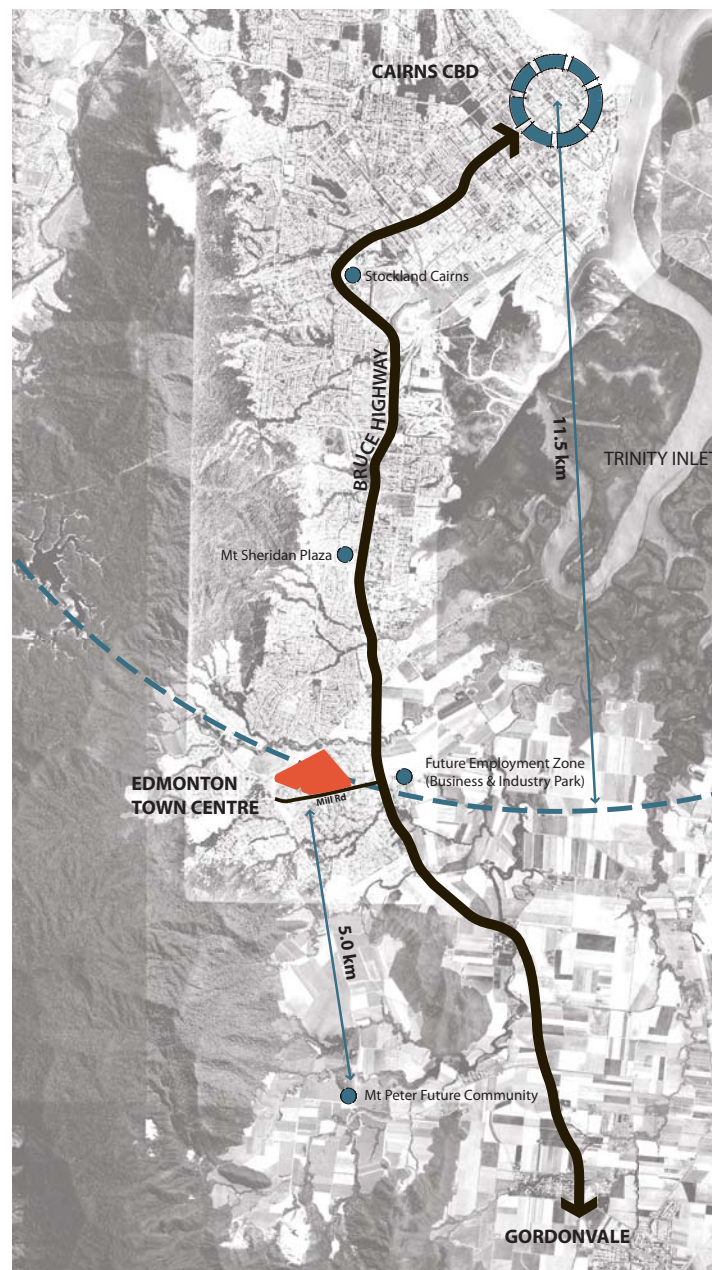 CAIRNS CBD
Stockland Cairns
BRUCE HIGHWAY
11.5 km
TRINITY INLET
Mt Sheridan Plaza
Future Employment Zone
(Business & Industry Park)
EDMONTON
TOWN CENTRE
Mill Rd
5.0 km
Mt Peter Future Community
GORDONVALE